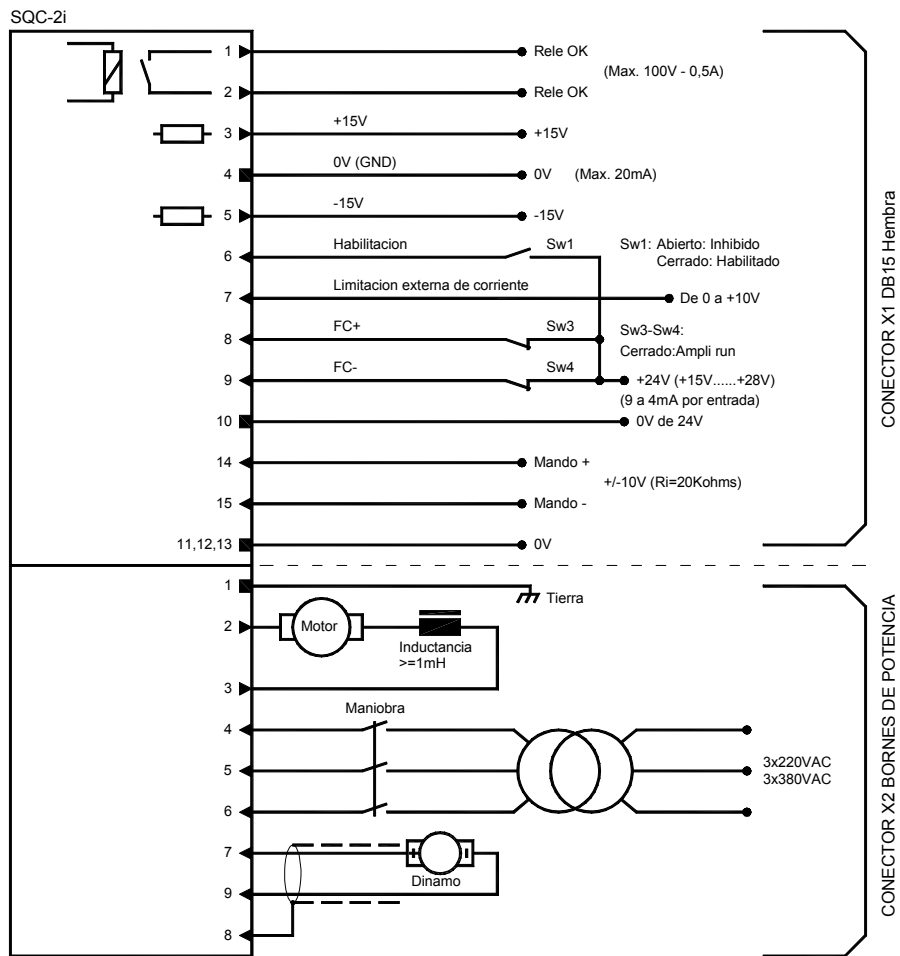 SQC-2i
1
Rele OK
(Max. 100V - 0,5A)
2
Rele OK
3
+15V
+15V
4
0V (GND)
0V
(Max. 20mA)
5
-15V
-15V
6
Habilitacion
Sw1
Sw1: Abierto: Inhibido
Cerrado: Habilitado
7
Limitacion externa de corriente
De 0 a +10V
8
FC+
Sw3
Sw3-Sw4:
Cerrado:Ampli run
9
FC-
Sw4
+24V (+15V......+28V)
(9 a 4mA por entrada)
10
0V de 24V
14
Mando +
+/-10V (Ri=20Kohms)
15
Mando -
11,12,13
0V
CONECTOR X1 DB15 Hembra
1
Tierra
2
Motor
Inductancia
>=1mH
3
Maniobra
4
5
3x220VAC
3x380VAC
6
7
Dinamo
9
8
CONECTOR X2 BORNES DE POTENCIA